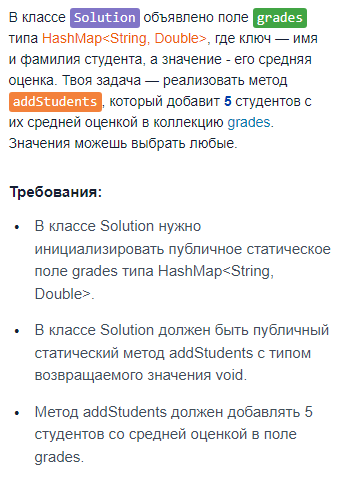 В классе Solution объявлено поле grades
типа HashMap<String, Double>, где ключ — имя
и фамилия студента, а значение - его средняя
оценка. Твоя задача — реализовать метод
addStudents, который добавит 5 студентов с
их средней оценкой в коллекцию grades.
Значения можешь выбрать любые.
Требования:
• В классе Solution нужно
инициализировать публичное статическое
поле grades типа HashMap<String,
Double>.
• В классе Solution должен быть публичный
статический метод addStudents с типом
возвращаемого значения void.
• Метод addStudents должен добавлять 5
студентов со средней оценкой в поле
grades.